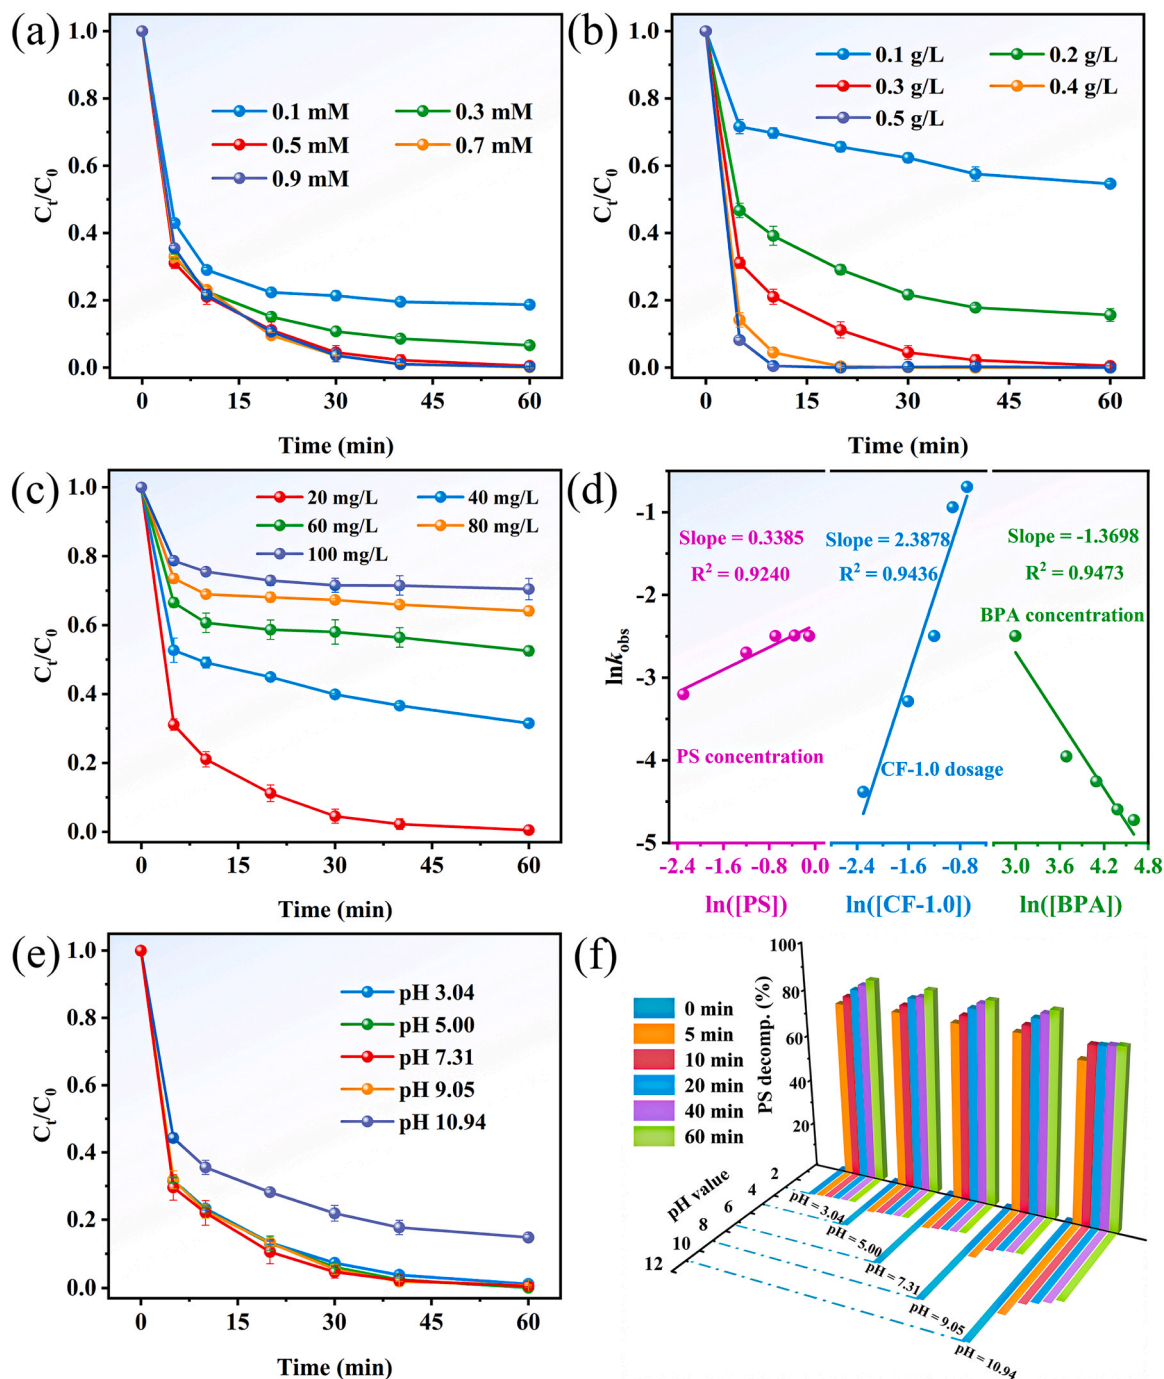 (a)
1.0
0.8
0.6
0.4
0.2
0.0
Cₜ/C₀
0.1 mM
0.3 mM
0.5 mM
0.7 mM
0.9 mM
0
15
30
45
60
Time (min)
(b)
1.0
0.8
0.6
0.4
0.2
0.0
Cₜ/C₀
0.1 g/L
0.2 g/L
0.3 g/L
0.4 g/L
0.5 g/L
0
15
30
45
60
Time (min)
(c)
1.0
0.8
0.6
0.4
0.2
0.0
Cₜ/C₀
20 mg/L
40 mg/L
60 mg/L
80 mg/L
100 mg/L
0
15
30
45
60
Time (min)
(d)
-1
-2
-3
-4
-5
lnk_obs
Slope = 0.3385
R² = 0.9240
PS concentration
Slope = 2.3878
R² = 0.9436
CF-1.0 dosage
Slope = -1.3698
R² = 0.9473
BPA concentration
-2.4
-1.6
-0.8
0.0
-2.4
-1.6
-0.8
3.0
3.6
4.2
4.8
ln([PS])
ln([CF-1.0])
ln([BPA])
(e)
1.0
0.8
0.6
0.4
0.2
0.0
Cₜ/C₀
pH 3.04
pH 5.00
pH 7.31
pH 9.05
pH 10.94
0
15
30
45
60
Time (min)
(f)
100
80
60
40
20
PS decomp. (%)
0 min
5 min
10 min
20 min
40 min
60 min
pH value
2
4
6
8
10
12
pH = 3.04
pH = 5.00
pH = 7.31
pH = 9.05
pH = 10.94